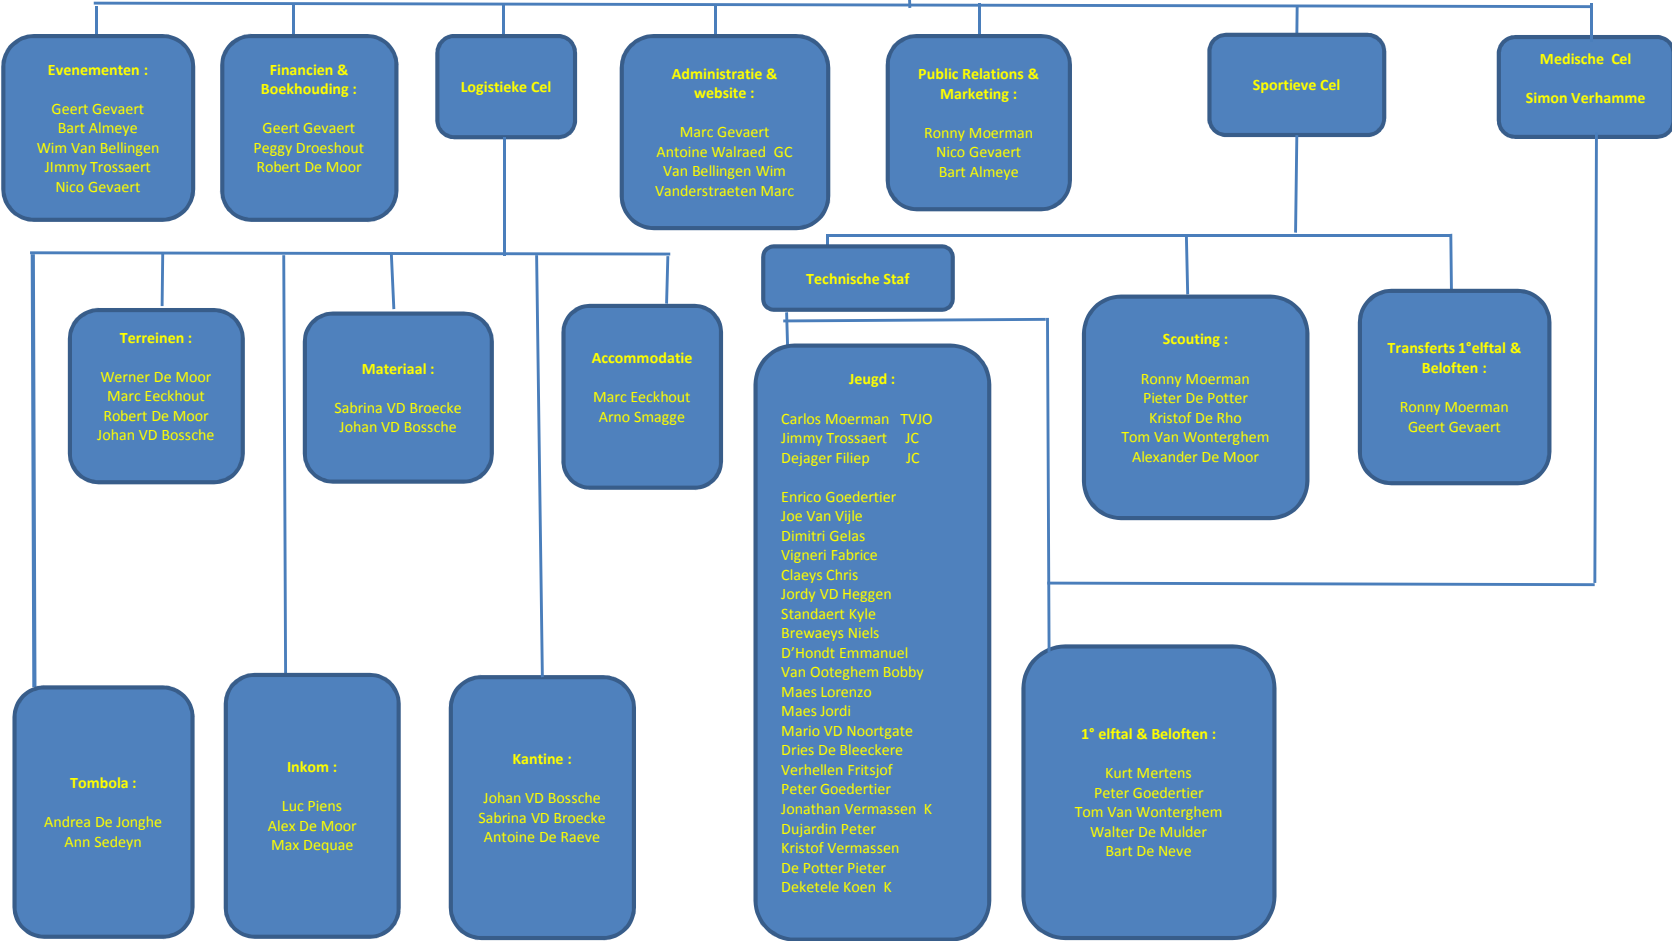 Evenementen :
Geert Gevaert
Bart Almeye
Wim Van Bellingen
JImmy Trossaert
Nico Gevaert
Financien &
Boekhouding :
Geert Gevaert
Peggy Droeshout
Robert De Moor
Logistieke Cel
Administratie &
website :
Marc Gevaert
Antoine Walraed GC
Van Bellingen Wim
Vanderstraeten Marc
Public Relations &
Marketing :
Ronny Moerman
Nico Gevaert
Bart Almeye
Sportieve Cel
Medische Cel
Simon Verhamme
Technische Staf
Terreinen :
Werner De Moor
Marc Eeckhout
Robert De Moor
Johan VD Bossche
Materiaal :
Sabrina VD Broecke
Johan VD Bossche
Accommodatie
Marc Eeckhout
Arno Smagge
Jeugd :
Carlos Moerman TVJO
Jimmy Trossaert JC
Dejager Filiep JC
Enrico Goedertier
Joe Van Vijle
Dimitri Gelas
Vigneri Fabrice
Claeys Chris
Jordy VD Heggen
Standaert Kyle
Brewaeys Niels
D’Hondt Emmanuel
Van Ooteghem Bobby
Maes Lorenzo
Maes Jordi
Mario VD Noortgate
Dries De Bleeckere
Verhellen Fritsjof
Peter Goedertier
Jonathan Vermassen K
Dujardin Peter
Kristof Vermassen
De Potter Pieter
Deketele Koen K
Scouting :
Ronny Moerman
Pieter De Potter
Kristof De Rho
Tom Van Wonterghem
Alexander De Moor
Transferts 1°elftal &
Beloften :
Ronny Moerman
Geert Gevaert
Tombola :
Andrea De Jonghe
Ann Sedeyn
Inkom :
Luc Piens
Alex De Moor
Max Dequae
Kantine :
Johan VD Bossche
Sabrina VD Broecke
Antoine De Raeve
1° elftal & Beloften :
Kurt Mertens
Peter Goedertier
Tom Van Wonterghem
Walter De Mulder
Bart De Neve